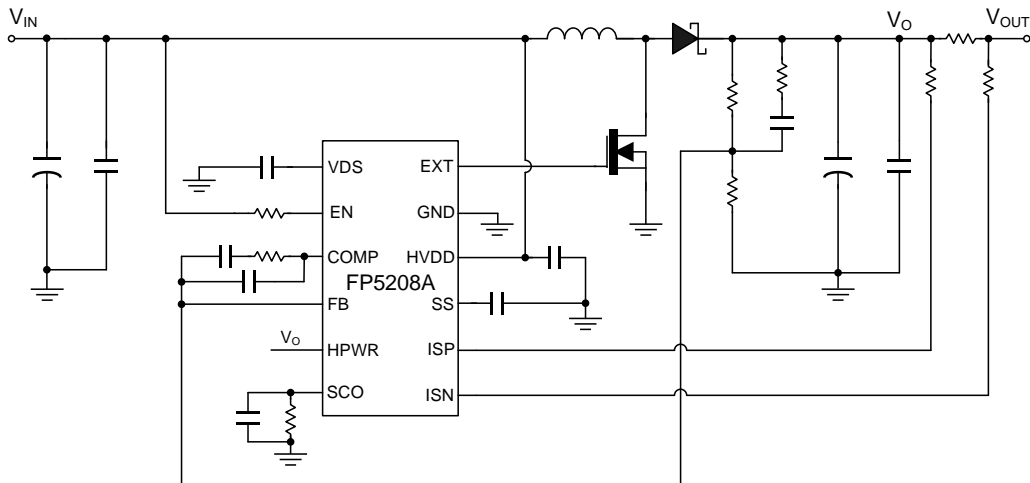 VIN
VO
VOUT
VDS
EXT
EN
GND
COMP
HVDD
FP5208A
FB
SS
VO
HPWR
ISP
SCO
ISN